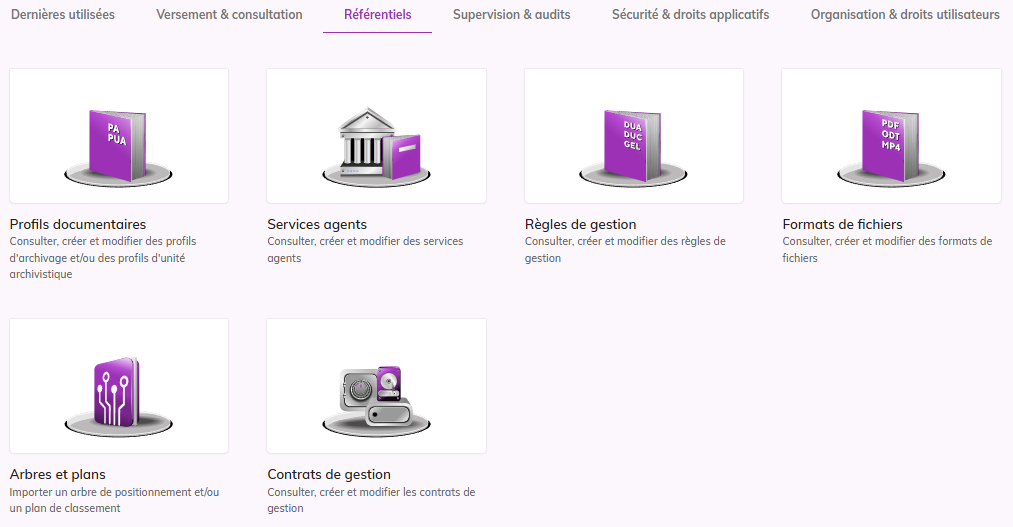 Dernières utilisées Versement & consultation Référentiels Supervision & audits Sécurité & droits applicatifs Organisation & droits utilisateurs
PA
PUA
DUA
DUC
GEL
PDF
ODT
MP4
Profils documentaires
Consulter, créer et modifier des profils
d'archivage et/ou des profils d'unité
archivistique
Services agents
Consulter, créer et modifier des services
agents
Règles de gestion
Consulter, créer et modifier des règles de
gestion
Formats de fichiers
Consulter, créer et modifier des formats de
fichiers
Arbres et plans
Importer un arbre de positionnement et/ou
un plan de classement
Contrats de gestion
Consulter, créer et modifier les contrats de
gestion